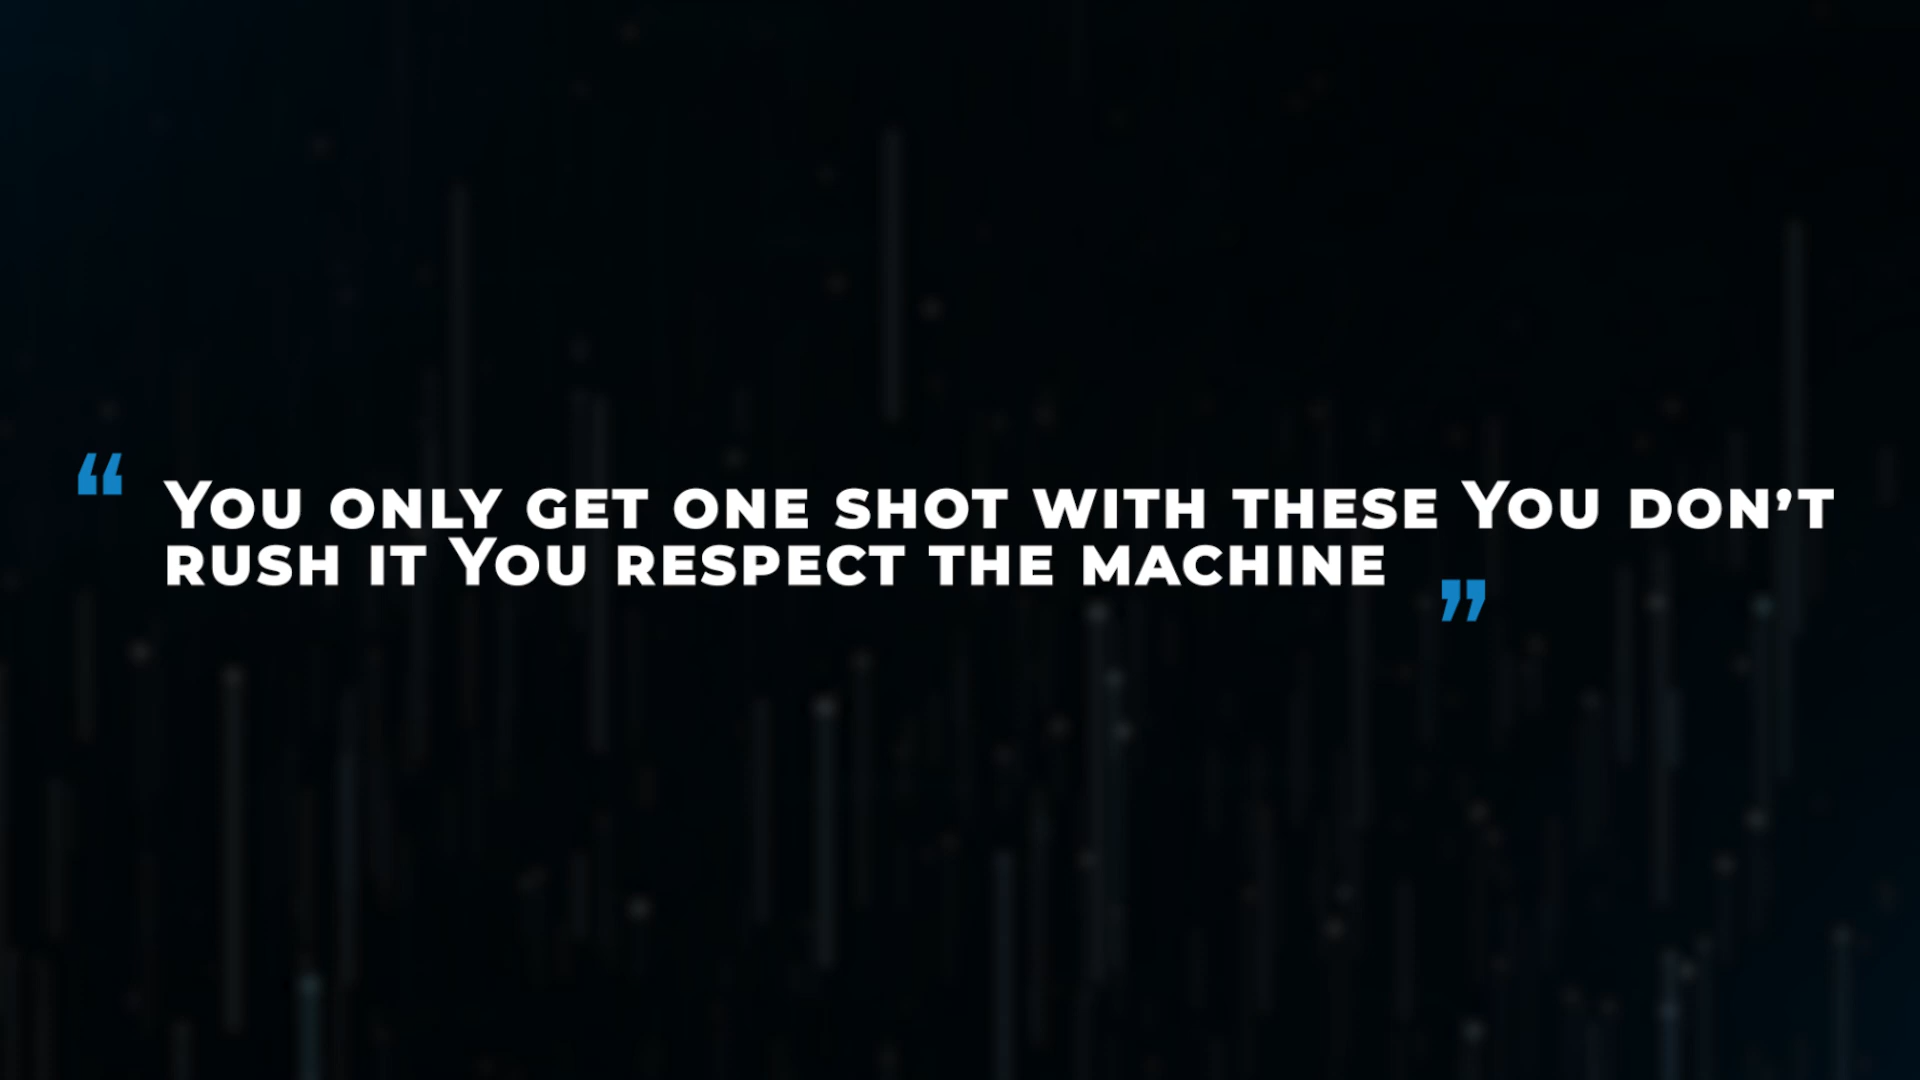 “ You only get one shot with these You don’t
rush it You respect the machine ”